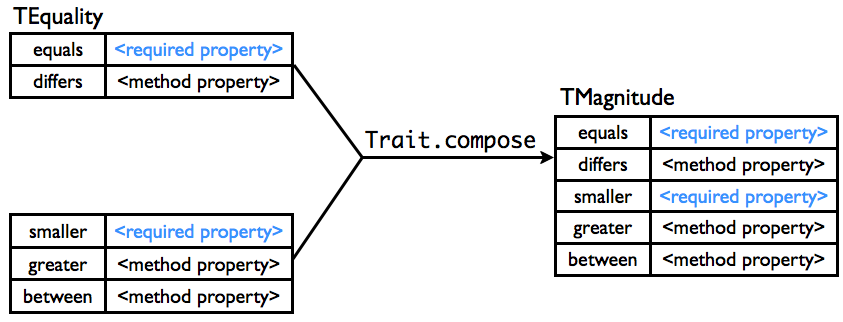 TEquality
equals <required property>
differs <method property>
smaller <required property>
greater <method property>
between <method property>
Trait.compose
TMagnitude
equals <required property>
differs <method property>
smaller <required property>
greater <method property>
between <method property>